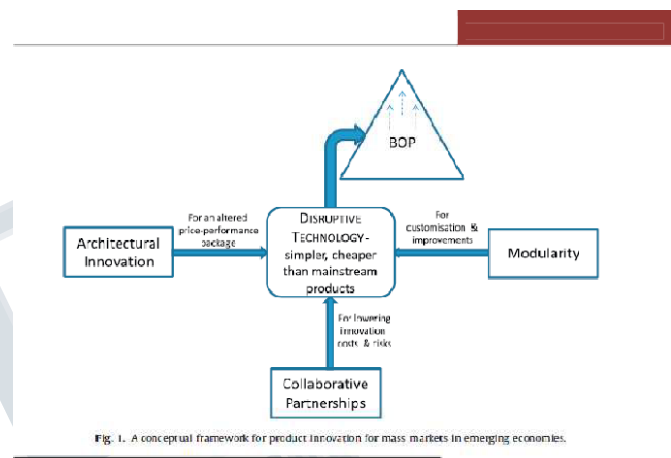 BOP
For an altered
price-performance
package
DISRUPTIVE
TECHNOLOGY-
simpler, cheaper
than mainstream
products
For
customisation &
improvements
Architectural
Innovation
Modularity
For lowering
innovation
costs & risks
Collaborative
Partnerships
Fig. 1. A conceptual framework for product innovation for mass markets in emerging economies.